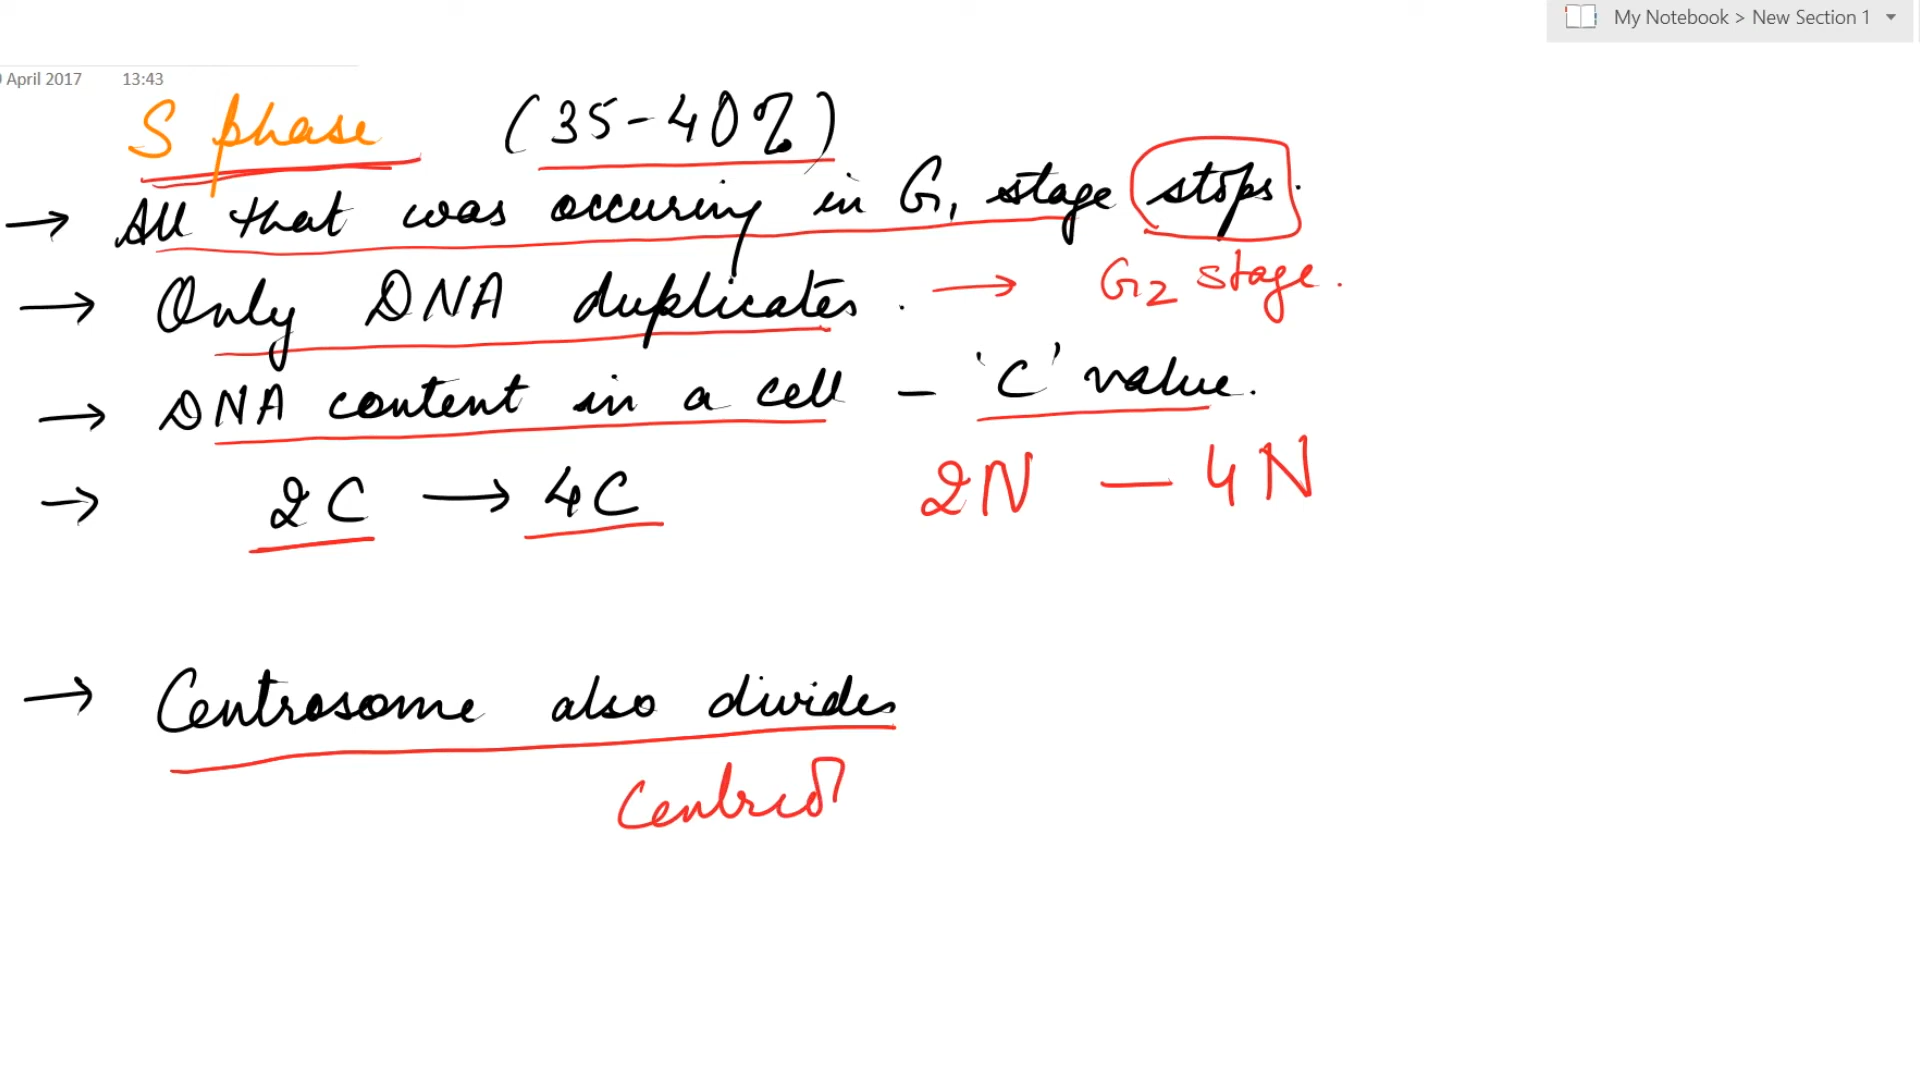 My Notebook > New Section 1
April 2017 13:43
S phase (35-40%)
→ All that was occuring in G1 stage stops.
→ Only DNA duplicates. → G2 stage.
→ DNA content in a cell – 'C' value.
→ 2C → 4C 2N – 4N
→ Centrosome also divides